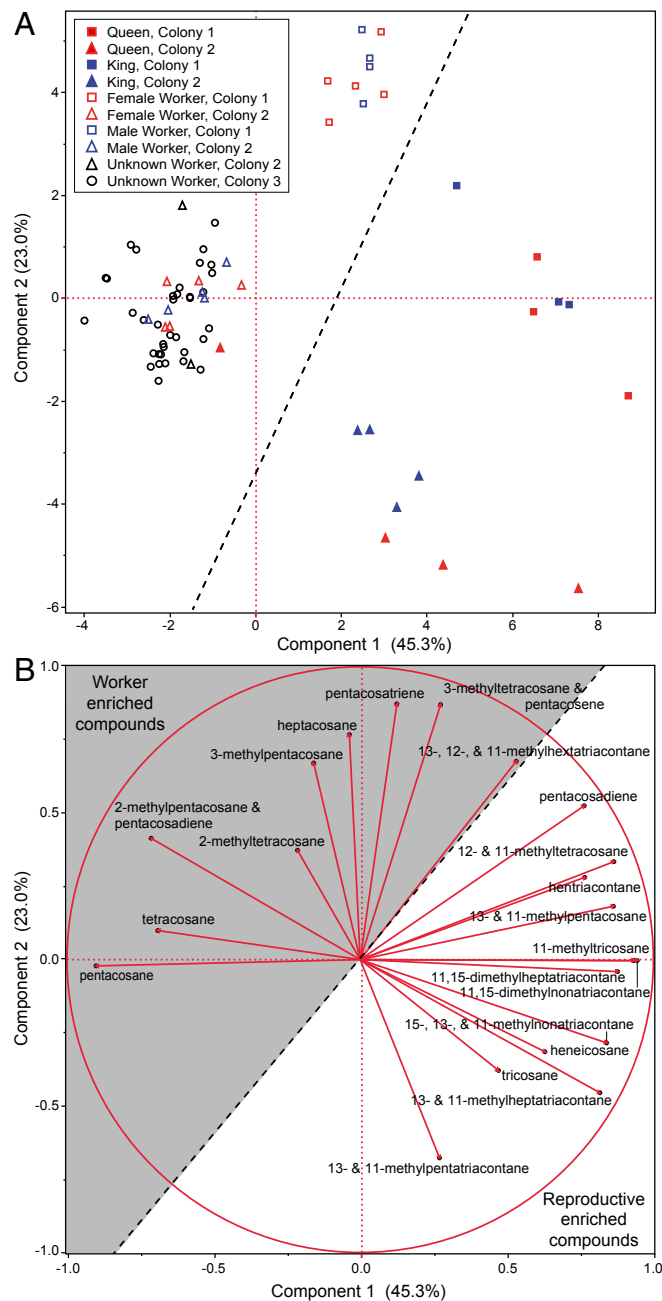 A
Queen, Colony 1
Queen, Colony 2
King, Colony 1
King, Colony 2
Female Worker, Colony 1
Female Worker, Colony 2
Male Worker, Colony 1
Male Worker, Colony 2
Unknown Worker, Colony 2
Unknown Worker, Colony 3
4
2
0
-2
-4
-6
Component 2 (23.0%)
-4
-2
0
2
4
6
8
Component 1 (45.3%)
B
1.0
0.5
0.0
-0.5
-1.0
Component 2 (23.0%)
Worker
enriched
compounds
pentacosatriene
3-methyltetracosane &
pentacosene
heptacosane
3-methylpentacosane
13-, 12-, & 11-methylhextatriacontane
pentacosadiene
2-methylpentacosane &
pentacosadiene
2-methyltetracosane
12- & 11-methyltetracosane
hentriacontane
13- & 11-methylpentacosane
tetracosane
11-methyltricosane
pentacosane
11,15-dimethylheptatriacontane
11,15-dimethylnonatriacontane
15-, 13-, & 11-methylnonatriacontane
heneicosane
tricosane
13- & 11-methylheptatriacontane
13- & 11-methylpentatriacontane
Reproductive
enriched
compounds
-1.0
-0.5
0.0
0.5
1.0
Component 1 (45.3%)